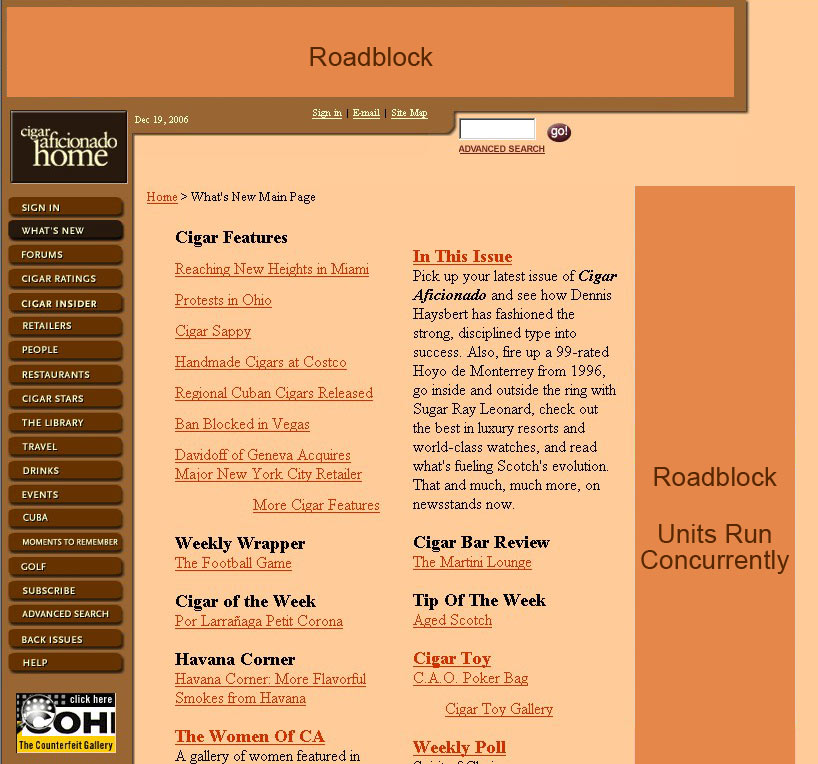 Roadblock
Dec 19, 2006
Sign in | E-mail | Site Map
go!
ADVANCED SEARCH
cigar
aficionado
home
SIGN IN
WHAT'S NEW
FORUMS
CIGAR RATINGS
CIGAR INSIDER
RETAILERS
PEOPLE
RESTAURANTS
CIGAR STARS
THE LIBRARY
TRAVEL
DRINKS
EVENTS
CUBA
MOMENTS TO REMEMBER
GOLF
SUBSCRIBE
ADVANCED SEARCH
BACK ISSUES
HELP
click here
COHI
The Counterfeit Gallery
Home > What's New Main Page
Cigar Features
Reaching New Heights in Miami
Protests in Ohio
Cigar Sappy
Handmade Cigars at Costco
Regional Cuban Cigars Released
Ban Blocked in Vegas
Davidoff of Geneva Acquires
Major New York City Retailer
More Cigar Features
Weekly Wrapper
The Football Game
Cigar of the Week
Por Larrañaga Petit Corona
Havana Corner
Havana Corner: More Flavorful
Smokes from Havana
The Women Of CA
A gallery of women featured in
In This Issue
Pick up your latest issue of Cigar
Aficionado and see how Dennis
Haysbert has fashioned the
strong, disciplined type into
success. Also, fire up a 99-rated
Hoyo de Monterrey from 1996,
go inside and outside the ring with
Sugar Ray Leonard, check out
the best in luxury resorts and
world-class watches, and read
what's fueling Scotch's evolution.
That and much, much more, on
newsstands now.
Cigar Bar Review
The Martini Lounge
Tip Of The Week
Aged Scotch
Cigar Toy
C.A.O. Poker Bag
Cigar Toy Gallery
Weekly Poll
Roadblock
Units Run
Concurrently